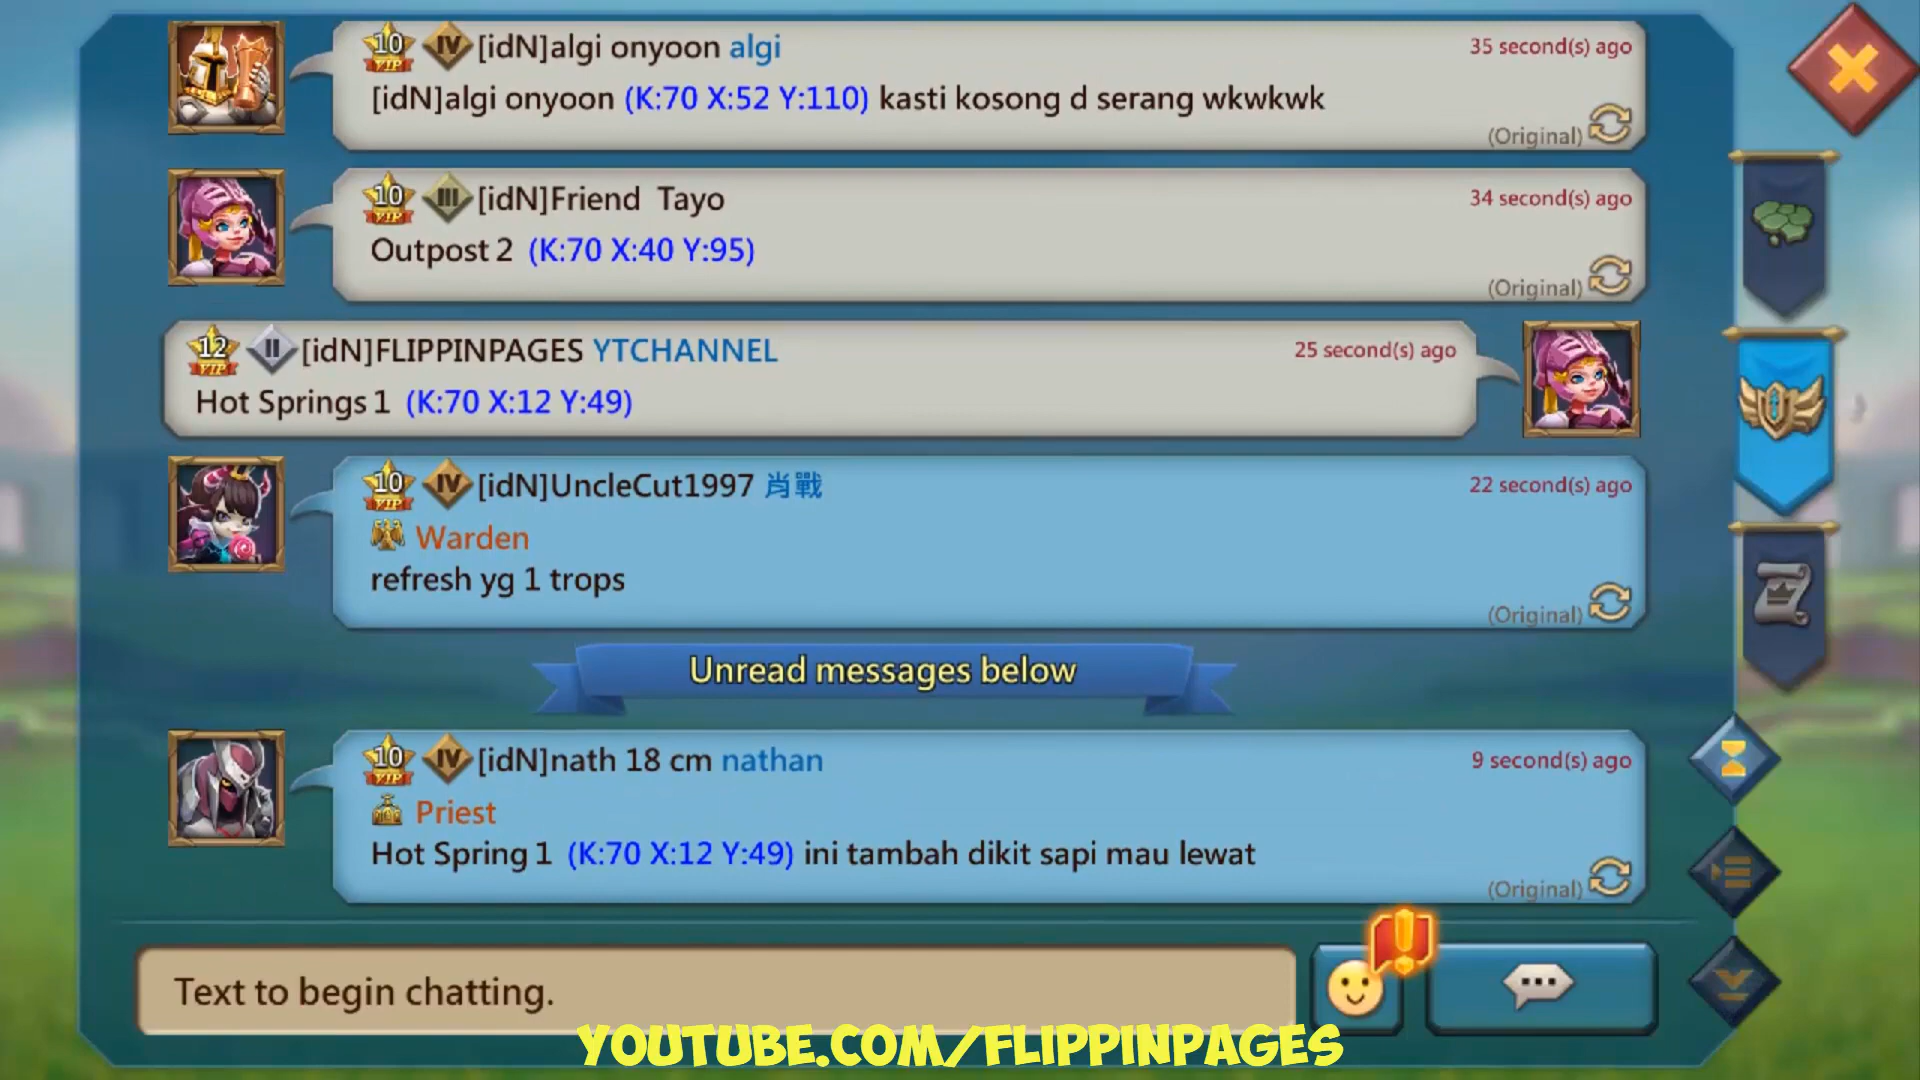 10 VIP IV [idN]algi onyoon algi 35 second(s) ago
[idN]algi onyoon (K:70 X:52 Y:110) kasti kosong d serang wkwkwk
(Original)
10 VIP III [idN]Friend Tayo 34 second(s) ago
Outpost 2 (K:70 X:40 Y:95)
(Original)
12 VIP II [idN]FLIPPINPAGES YTCHANNEL 25 second(s) ago
Hot Springs 1 (K:70 X:12 Y:49)
10 VIP IV [idN]UncleCut1997 肖戰 22 second(s) ago
Warden
refresh yg 1 trops
(Original)
Unread messages below
10 VIP IV [idN]nath 18 cm nathan 9 second(s) ago
Priest
Hot Spring 1 (K:70 X:12 Y:49) ini tambah dikit sapi mau lewat
(Original)
Text to begin chatting.
YOUTUBE.COM/FLIPPINPAGES